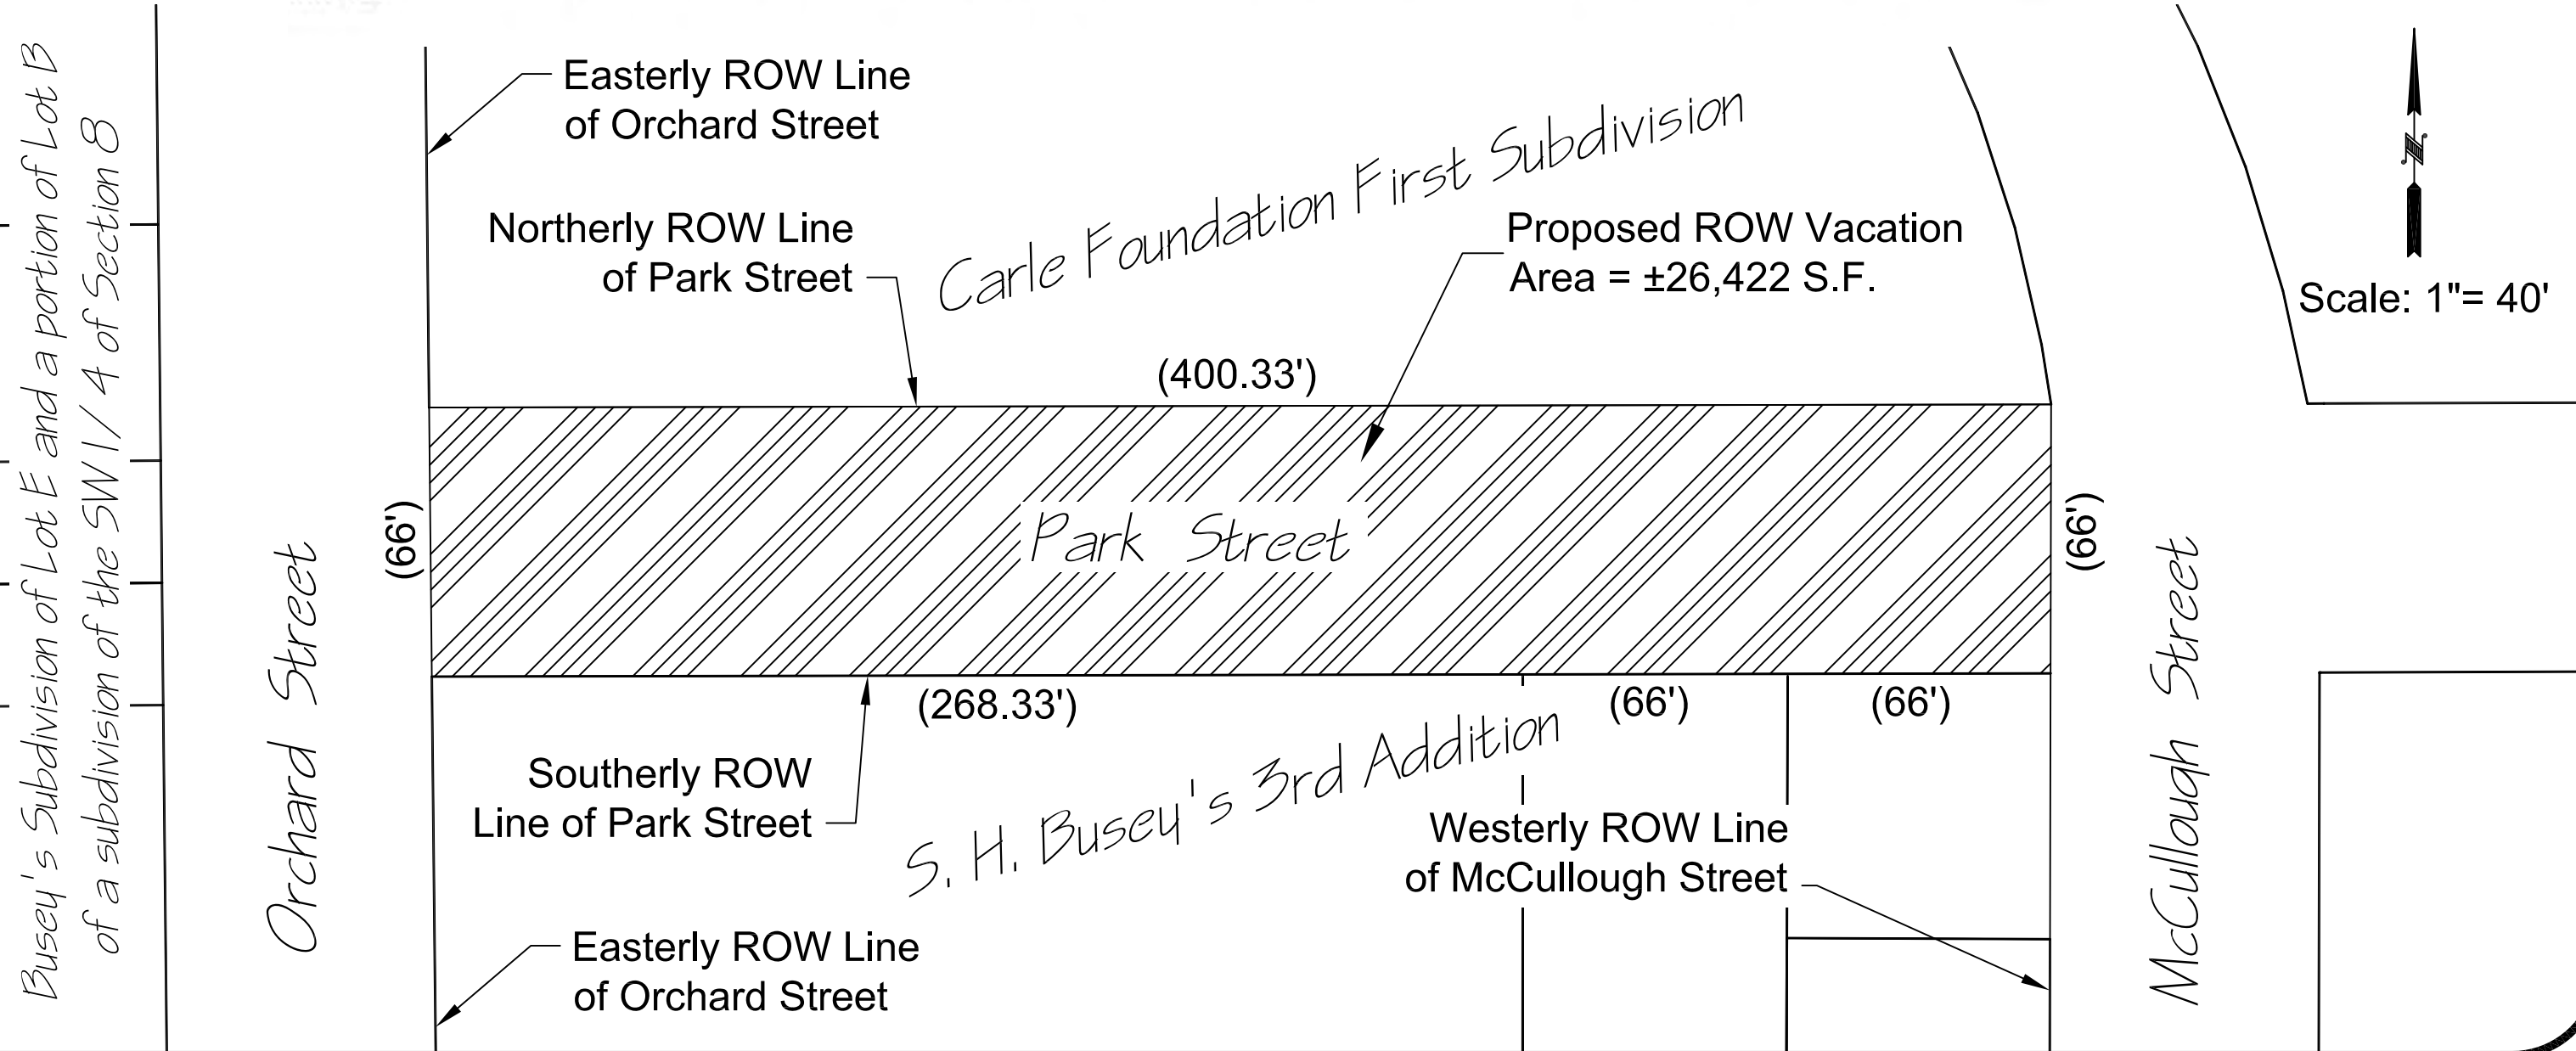 Busey's Subdivision of Lot E and a portion of Lot B
of a subdivision of the SW 1/4 of Section 8
Easterly ROW Line
of Orchard Street
Northerly ROW Line
of Park Street
Carle Foundation First Subdivision
Proposed ROW Vacation
Area = ±26,422 S.F.
Scale: 1"= 40'
N
(400.33')
(66')
Park Street
(66')
Orchard Street
McCullough Street
(268.33')
(66')
(66')
Southerly ROW
Line of Park Street
S. H. Busey's 3rd Addition
Westerly ROW Line
of McCullough Street
Easterly ROW Line
of Orchard Street